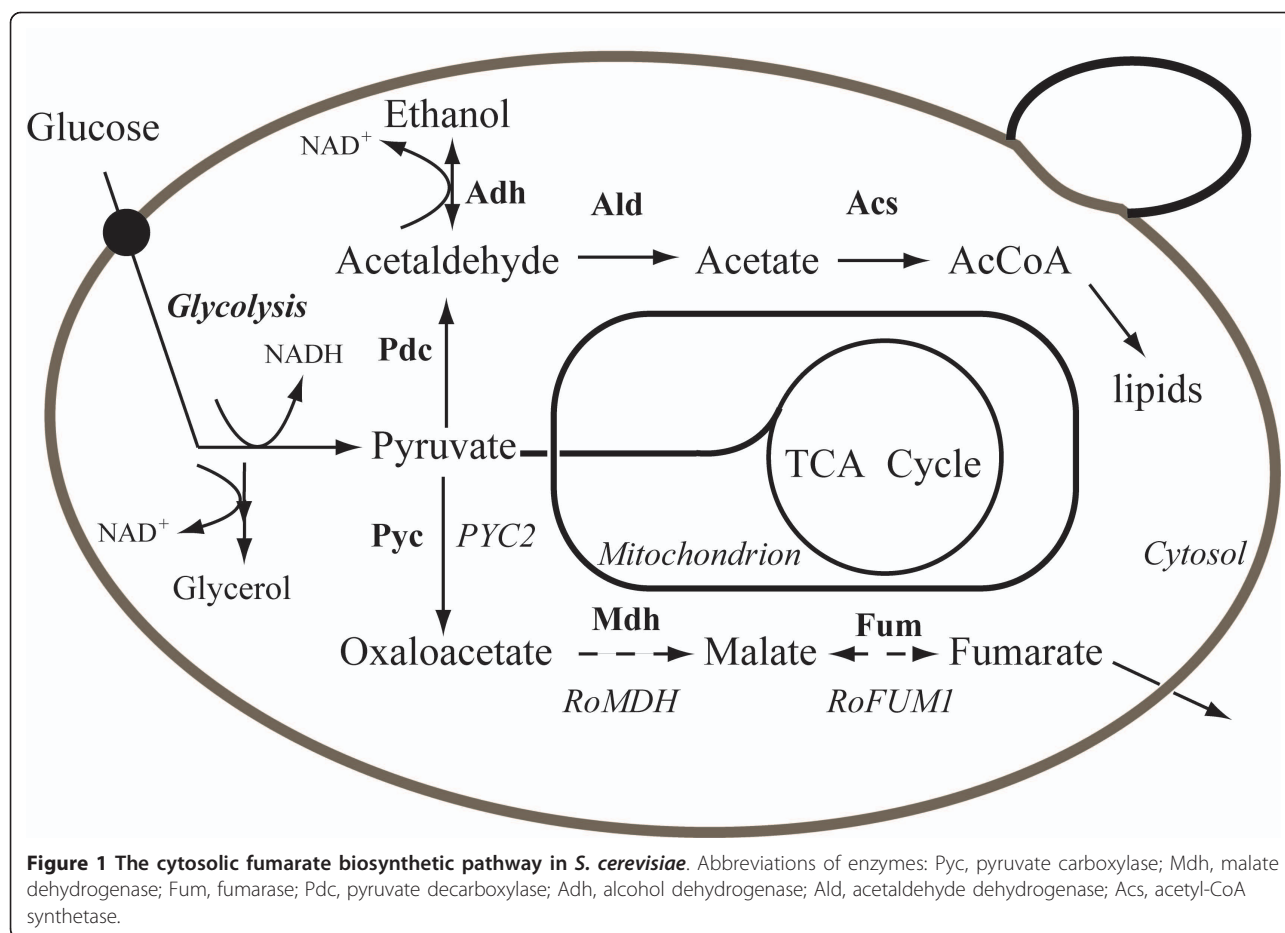 Glucose
Ethanol
NAD+
Adh
Ald
Acs
Acetaldehyde
Acetate
AcCoA
Glycolysis
NADH
Pdc
lipids
Pyruvate
TCA Cycle
NAD+
Pyc
PYC2
Mitochondrion
Cytosol
Glycerol
Mdh
Fum
Oxaloacetate
Malate
Fumarate
RoMDH
RoFUM1
Figure 1 The cytosolic fumarate biosynthetic pathway in S. cerevisiae. Abbreviations of enzymes: Pyc, pyruvate carboxylase; Mdh, malate
dehydrogenase; Fum, fumarase; Pdc, pyruvate decarboxylase; Adh, alcohol dehydrogenase; Ald, acetaldehyde dehydrogenase; Acs, acetyl-CoA
synthetase.